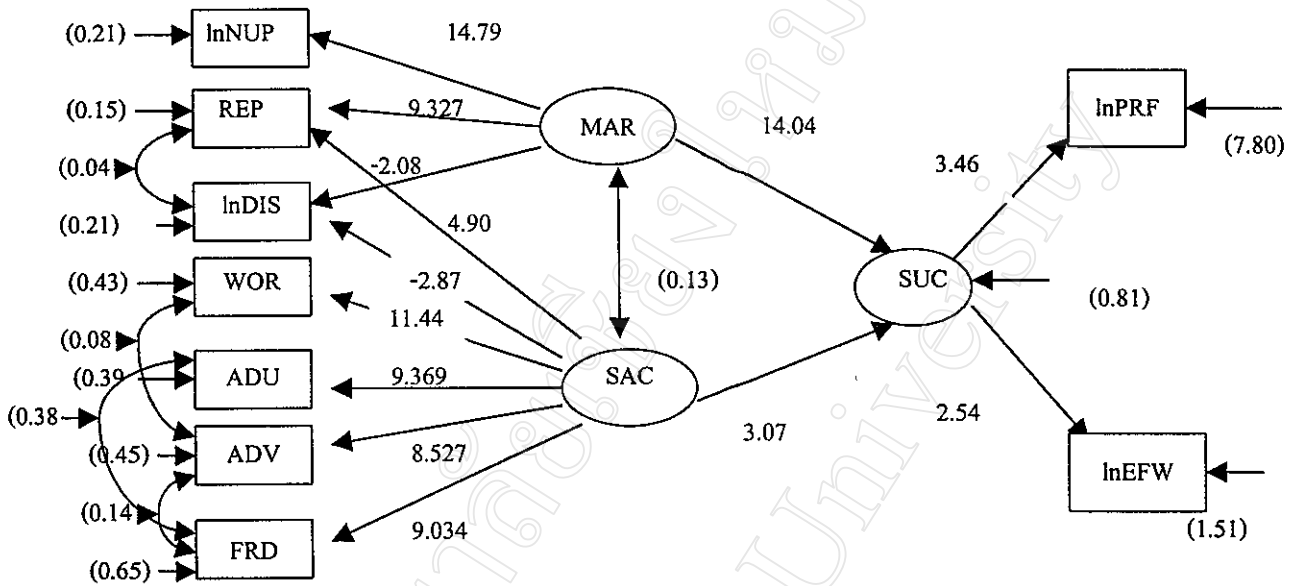 (0.21)
lnNUP
14.79
(0.15)
REP
9.327
MAR
14.04
lnPRF
(7.80)
3.46
(0.04
-2.08
lnDIS
(0.21)
4.90
(0.43)
WOR
-2.87
(0.13)
SUC
(0.81)
11.44
(0.08
(0.39
ADU
9.369
SAC
(0.38
3.07
2.54
(0.45)
ADV
8.527
lnEFW
(0.14
9.034
(1.51)
FRD
(0.65)
University
University